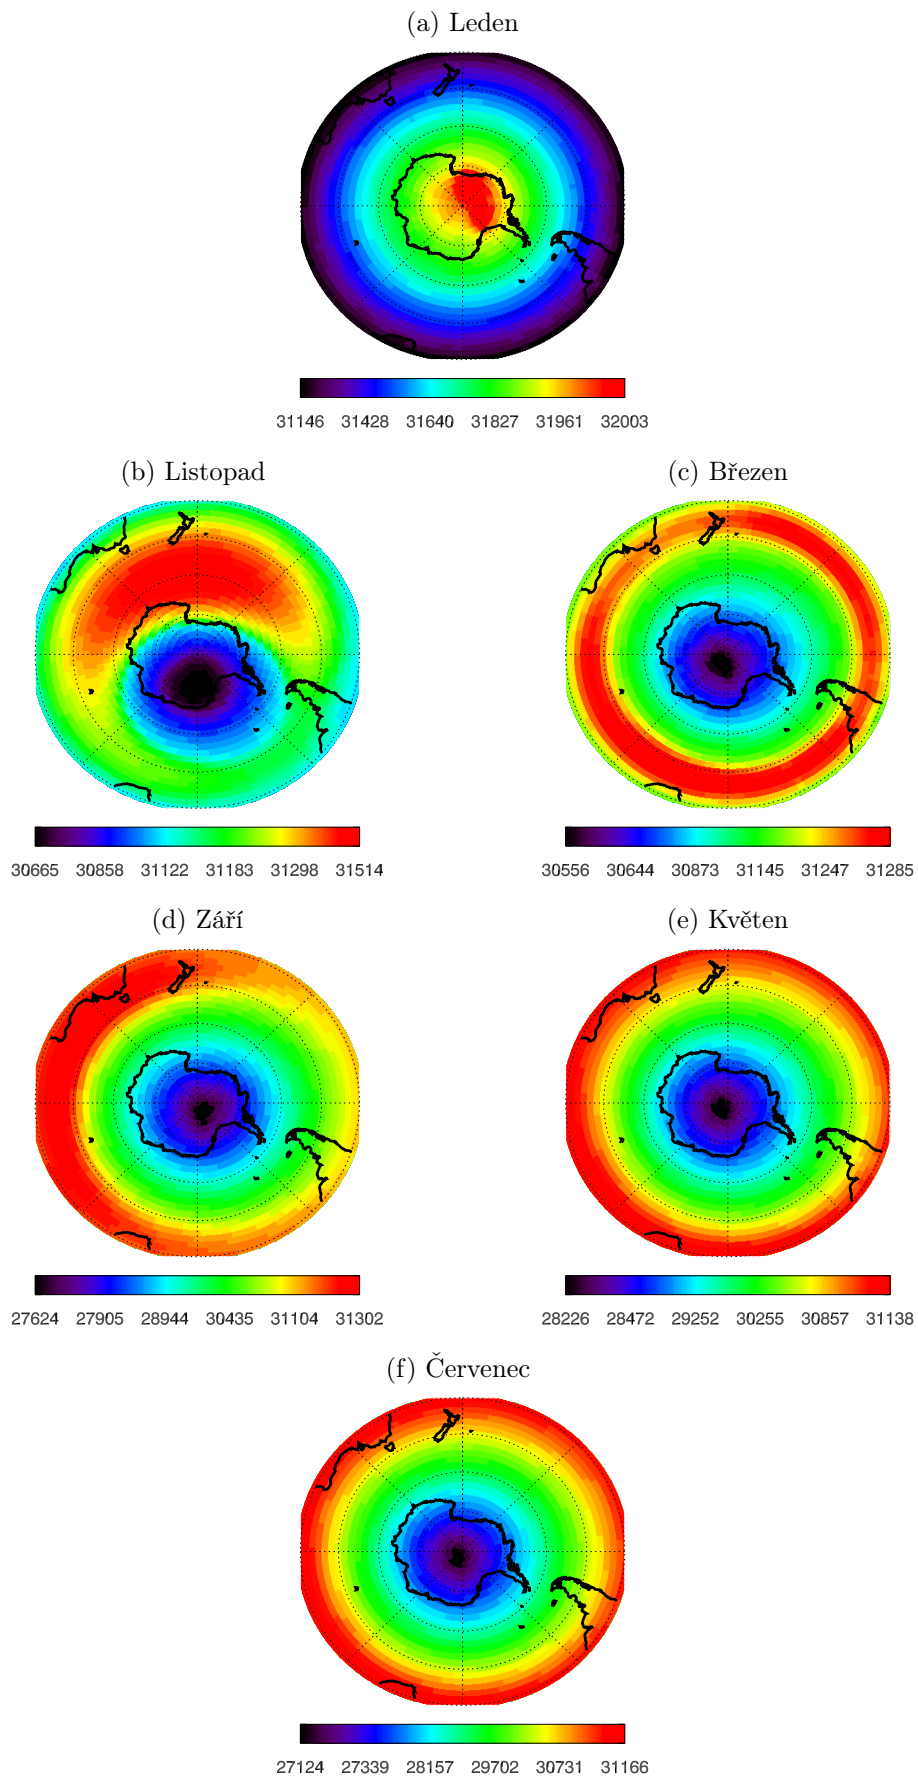 (a) Leden
31146 31428 31640 31827 31961 32003
(b) Listopad
30665 30858 31122 31183 31298 31514
(c) Březen
30556 30644 30873 31145 31247 31285
(d) Září
27624 27905 28944 30435 31104 31302
(e) Květen
28226 28472 29252 30255 30857 31138
(f) Červenec
27124 27339 28157 29702 30731 31166